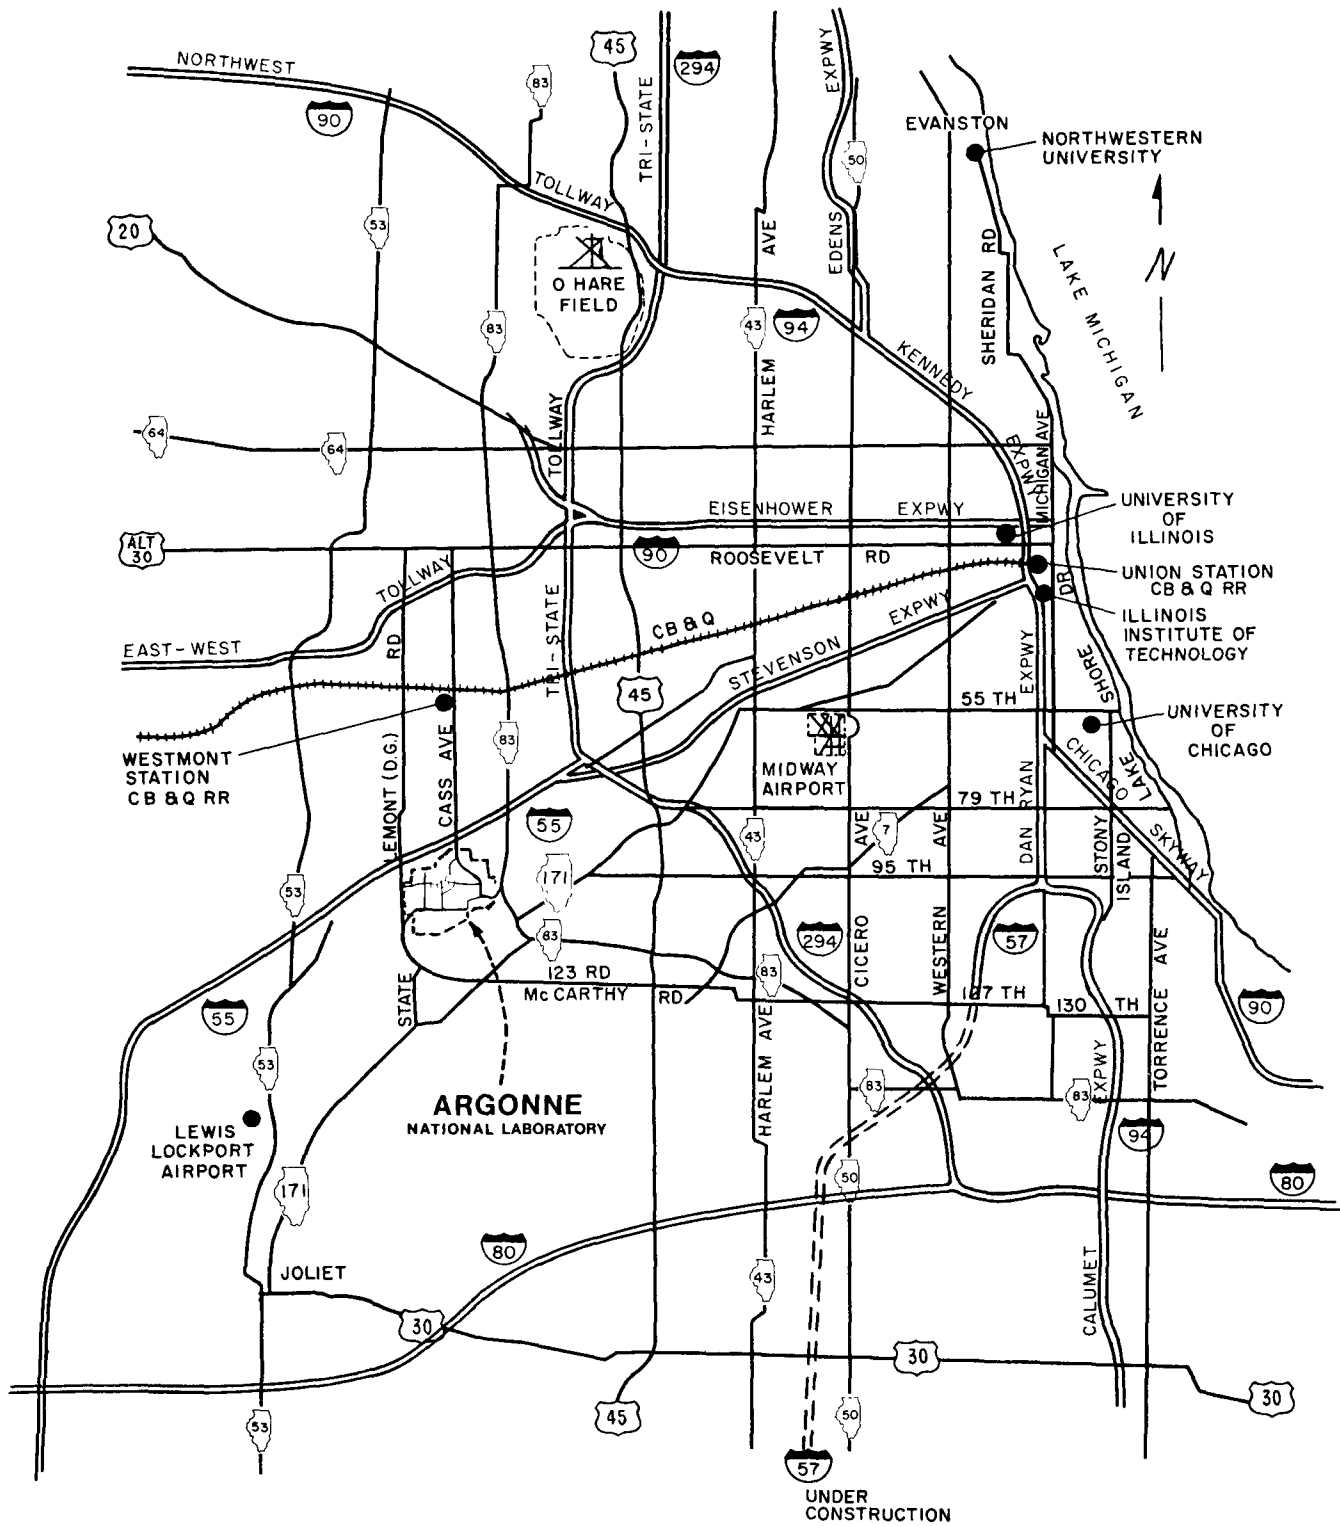 45
294
NORTHWEST
83
90
TRI-STATE
EXPWY
EVANSTON
NORTHWESTERN
UNIVERSITY
50
TOLLWAY
53
20
N
O HARE
FIELD
AVE
EDENS
SHERIDAN RD
LAKE MICHIGAN
83
43
94
HARLEM
KENNEDY
EXPWY
64
64
TOLLWAY
MICHIGAN AVE
EISENHOWER EXPWY
UNIVERSITY
OF
ILLINOIS
ALT
30
90
ROOSEVELT RD
UNION STATION
CB & Q RR
TOLLWAY
EAST-WEST
RD
CB & Q
EXPWY
DR
ILLINOIS
INSTITUTE OF
TECHNOLOGY
TRI-STATE
STEVENSON
EXPWY
SHORE
45
55 TH
UNIVERSITY
OF
CHICAGO
WESTMONT
STATION
CB & Q RR
LEMONT (D.G.)
CASS AVE
83
MIDWAY
AIRPORT
CHICAGO
LAKE
79 TH
DAN RYAN
55
43
AVE
7
AVE
STONY
ISLAND
SKYWAY
95 TH
171
53
83
294
CICERO
WESTERN
57
TORRENCE AVE
123 RD
McCARTHY RD
83
127 TH
130 TH
STATE
55
90
53
HARLEM AVE
83
83
EXPWY
ARGONNE
NATIONAL LABORATORY
LEWIS
LOCKPORT
AIRPORT
94
171
50
80
80
JOLIET
43
CALUMET
30
30
30
45
53
50
57
UNDER
CONSTRUCTION